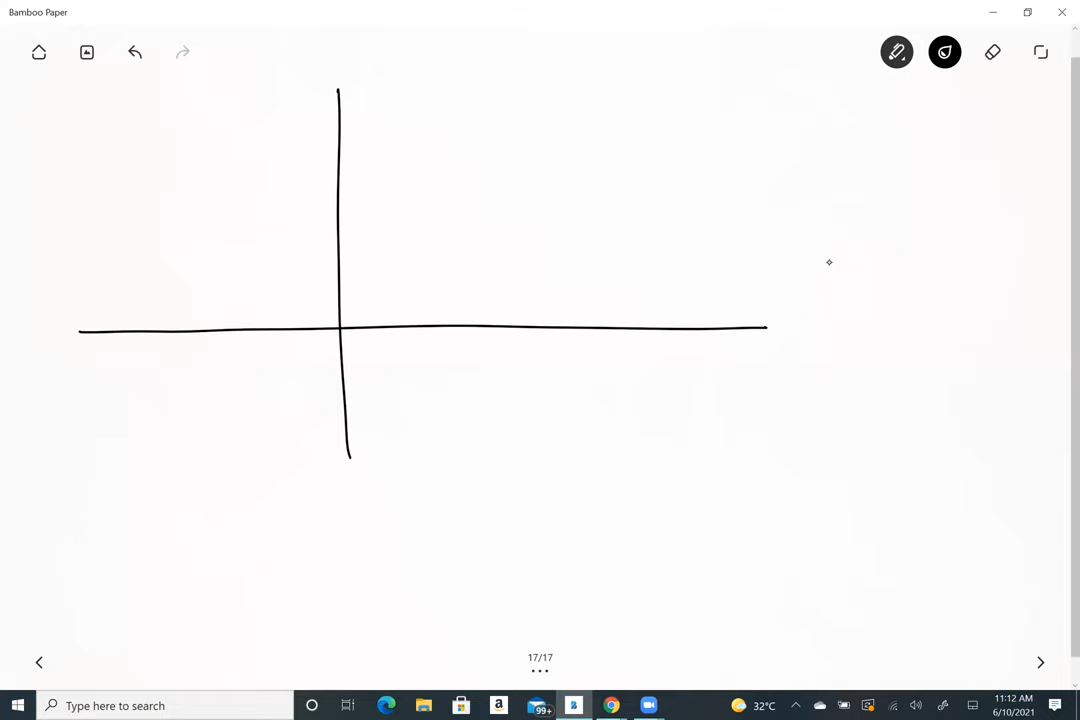 Bamboo Paper
17/17
Type here to search
a
99+
32°C
11:12 AM
6/10/2021